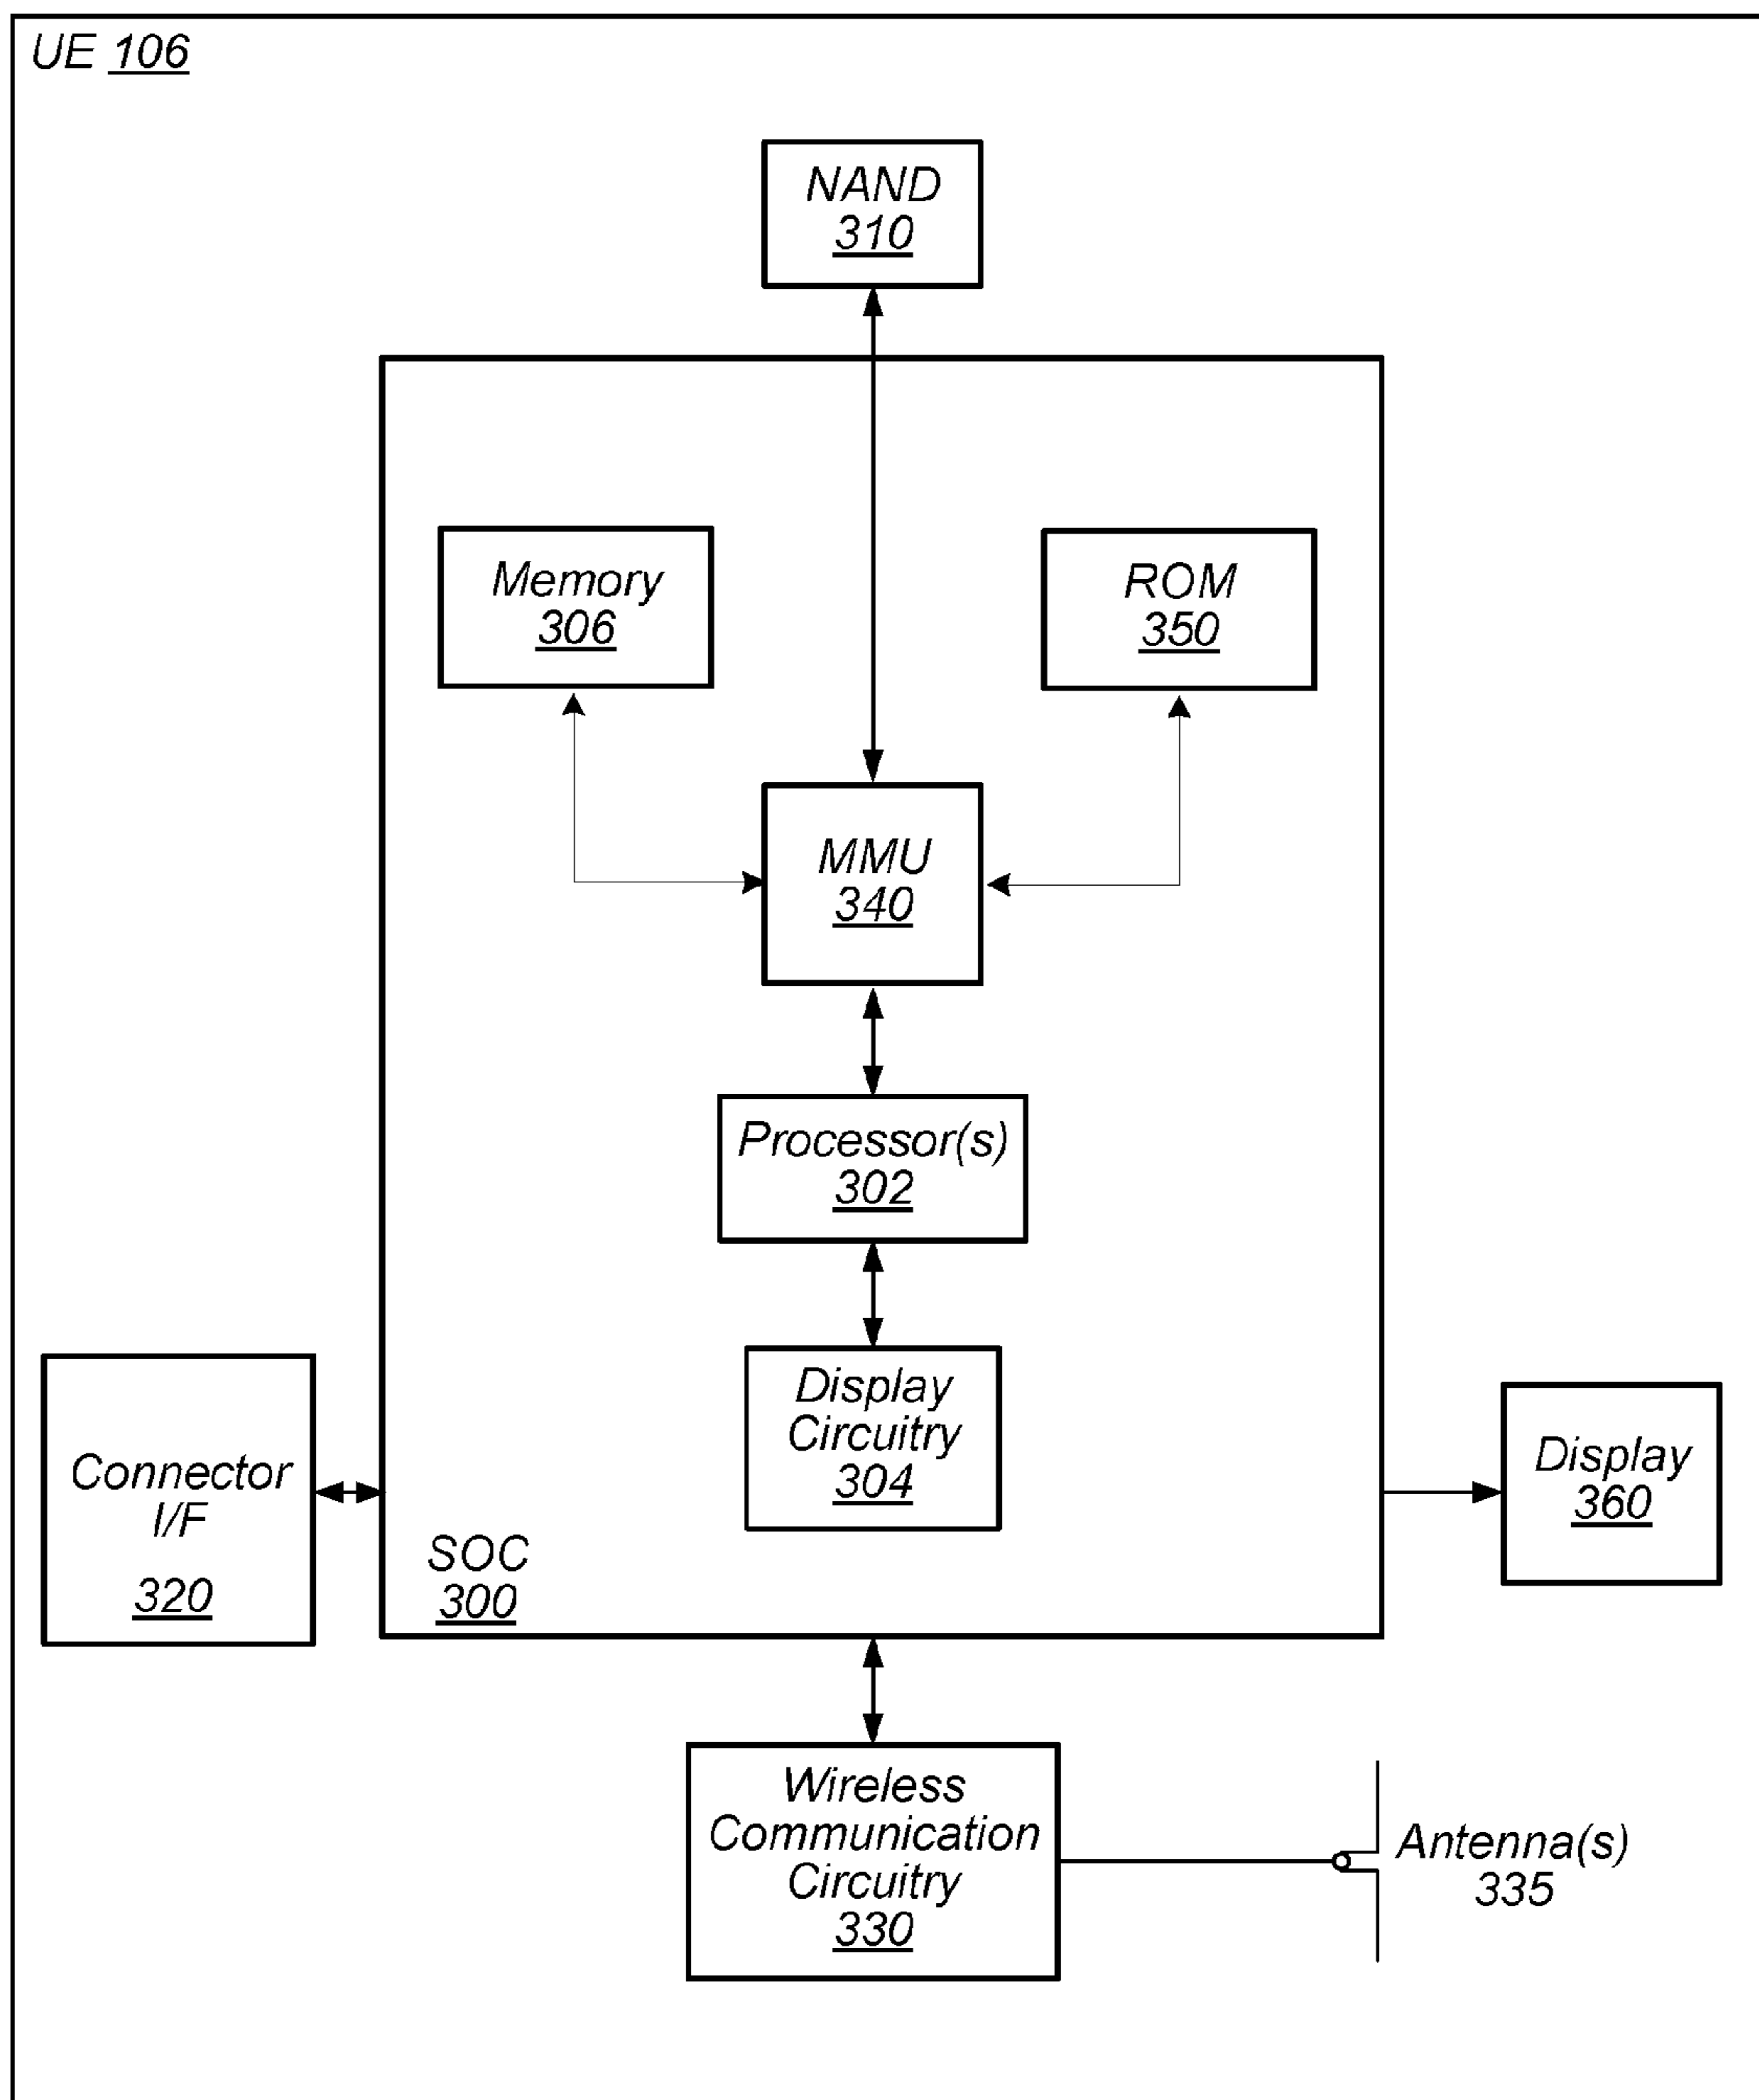 UE 106
NAND
310
Memory
306
ROM
350
MMU
340
Processor(s)
302
Display
Circuitry
304
Connector
I/F
320
SOC
300
Display
360
Wireless
Communication
Circuitry
330
Antenna(s)
335